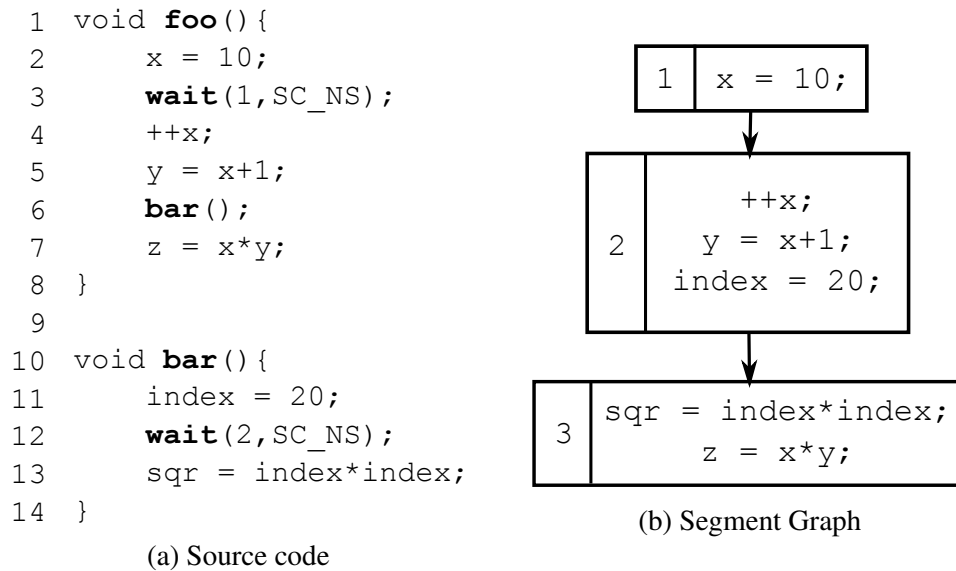 1 void foo(){
2 x = 10;
3 wait(1,SC_NS);
4 ++x;
5 y = x+1;
6 bar();
7 z = x*y;
8 }
9
10 void bar(){
11 index = 20;
12 wait(2,SC_NS);
13 sqr = index*index;
14 }
(a) Source code
1 x = 10;
++x;
2 y = x+1;
index = 20;
sqr = index*index;
3
z = x*y;
(b) Segment Graph